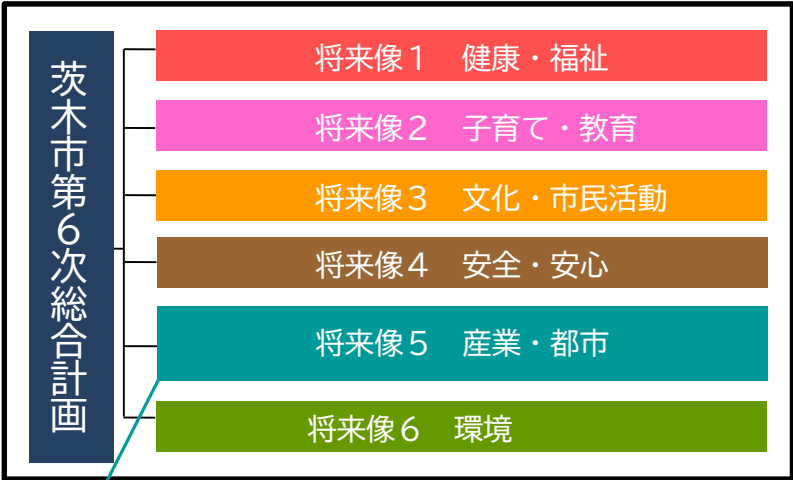 茨木市第６次総合計画
将来像１　健康・福祉
将来像２　子育て・教育
将来像３　文化・市民活動
将来像４　安全・安心
将来像５　産業・都市
将来像６　環境